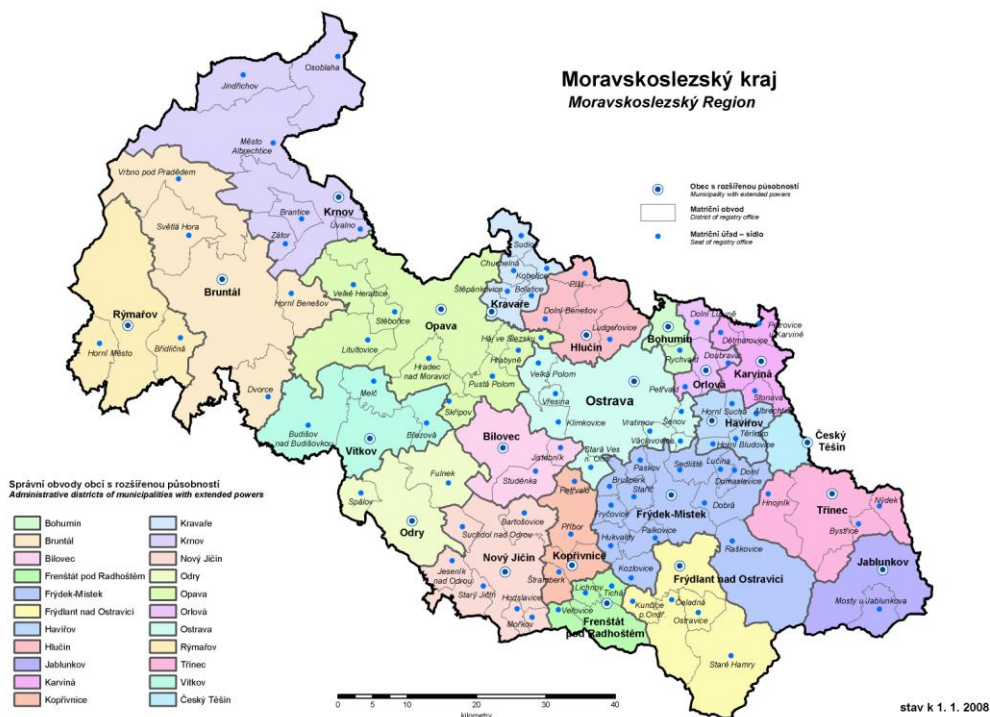 Moravskoslezský kraj
Moravskoslezský Region
Obec s rozšířenou působností
Municipality with extended powers
Matriční obvod
District of registry office
Matriční úřad – sídlo
Seat of registry office
Osoblaha
Jindřichov
Město
Albrechtice
Vrbno pod Pradědem
Krnov
Brantice
Úvalno
Zátor
Světlá Hora
Sudice
Chuchelná
Kobeřice
Píšť
Bruntál
Horní Benešov
Velké Heraltice
Štěpánkovice
Bolatice
Kravaře
Dolní Benešov
Stěbořice
Opava
Rýmařov
Hlučín
Ludgeřovice
Bohumín
Dolní Lutyně
Petrovice
u Karviné
Dětmarovice
Horní Město
Břidličná
Litultovice
Háj ve Slezsku
Hrabyně
Hradec
nad Moravicí
Velká Polom
Rychvald
Doubrava
Karviná
Orlová
Pustá Polom
Ostrava
Petřvald
Stonava
Dvorce
Melč
Skřipov
Vřesina
Klimkovice
Horní Suchá
Albrechtice
Havířov
Šenov
Vratimov
Václavovice
Těrlicko
Horní Bludovice
Český
Těšín
Budišov
nad Budišovkou
Vítkov
Březová
Bílovec
Jistebník
Stará Ves
n. Ondř.
Studénka
Fulnek
Spálov
Odry
Petřvald
Paskov
Brušperk
Staříč
Sedliště
Lučina
Dolní
Domaslavice
Dobrá
Frýdek-Místek
Fryčovice
Hnojník
Třinec
Nýdek
Bystřice
Bartošovice
Suchdol nad Odrou
Příbor
Hukvaldy
Palkovice
Raškovice
Nový Jičín
Kopřivnice
Kozlovice
Frýdlant nad Ostravicí
Jablunkov
Jeseník
nad Odrou
Starý Jičín
Štramberk
Hodslavice
Mořkov
Lichnov
Tichá
Veřovice
Frenštát
pod Radhoštěm
Kunčice
p.Ondř.
Čeladná
Ostravice
Mosty u Jablunkova
Staré Hamry
Správní obvody obcí s rozšířenou působností
Administrative districts of municipalities with extended powers
Bohumín
Bruntál
Bílovec
Frenštát pod Radhoštěm
Frýdek-Místek
Frýdlant nad Ostravicí
Havířov
Hlučín
Jablunkov
Karviná
Kopřivnice
Kravaře
Krnov
Nový Jičín
Odry
Opava
Orlová
Ostrava
Rýmařov
Třinec
Vítkov
Český Těšín
0 5 10 20 30 40
kilometry
stav k 1. 1. 2008